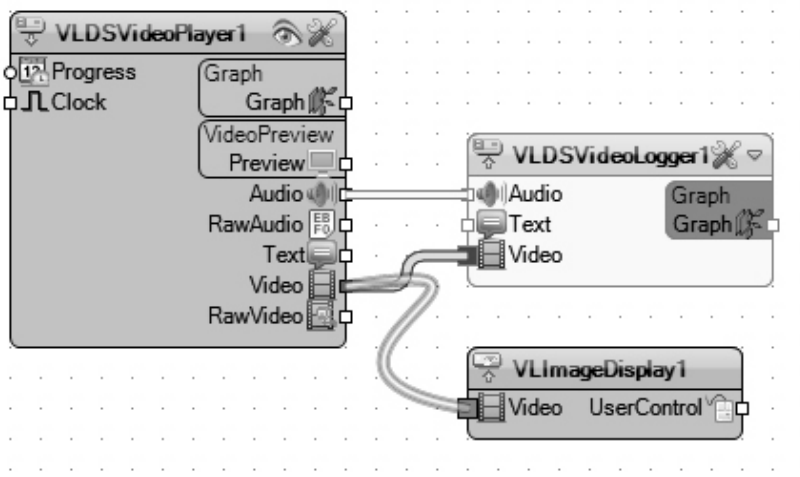 VLDSVideoPlayer1
Progress
Clock
Graph
Graph
VideoPreview
Preview
Audio
RawAudio
Text
Video
RawVideo
VLDSVideoLogger1
Audio
Text
Video
Graph
Graph
VLImageDisplay1
Video UserControl